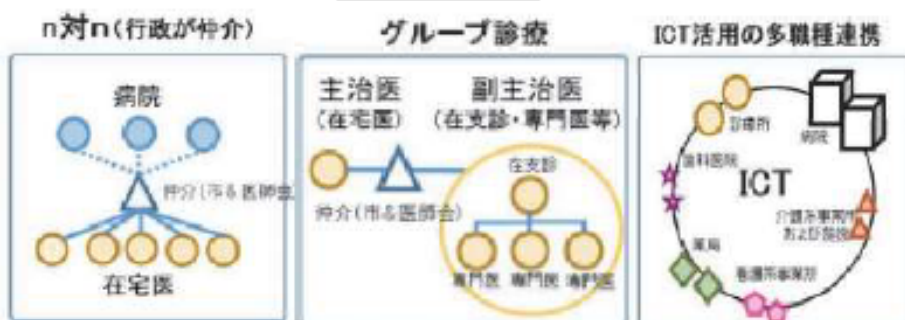 n対n(行政が仲介)
病院
仲介(市&医師会)
在宅医
グループ診療
主治医
(在宅医)
副主治医
(在支診・専門医等)
在支診
仲介(市&医師会)
専門医
専門医
専門医
ICT活用の多職種連携
診療所
病院
歯科医院
ICT
介護系事業所
および施設
薬局
看護系事業所